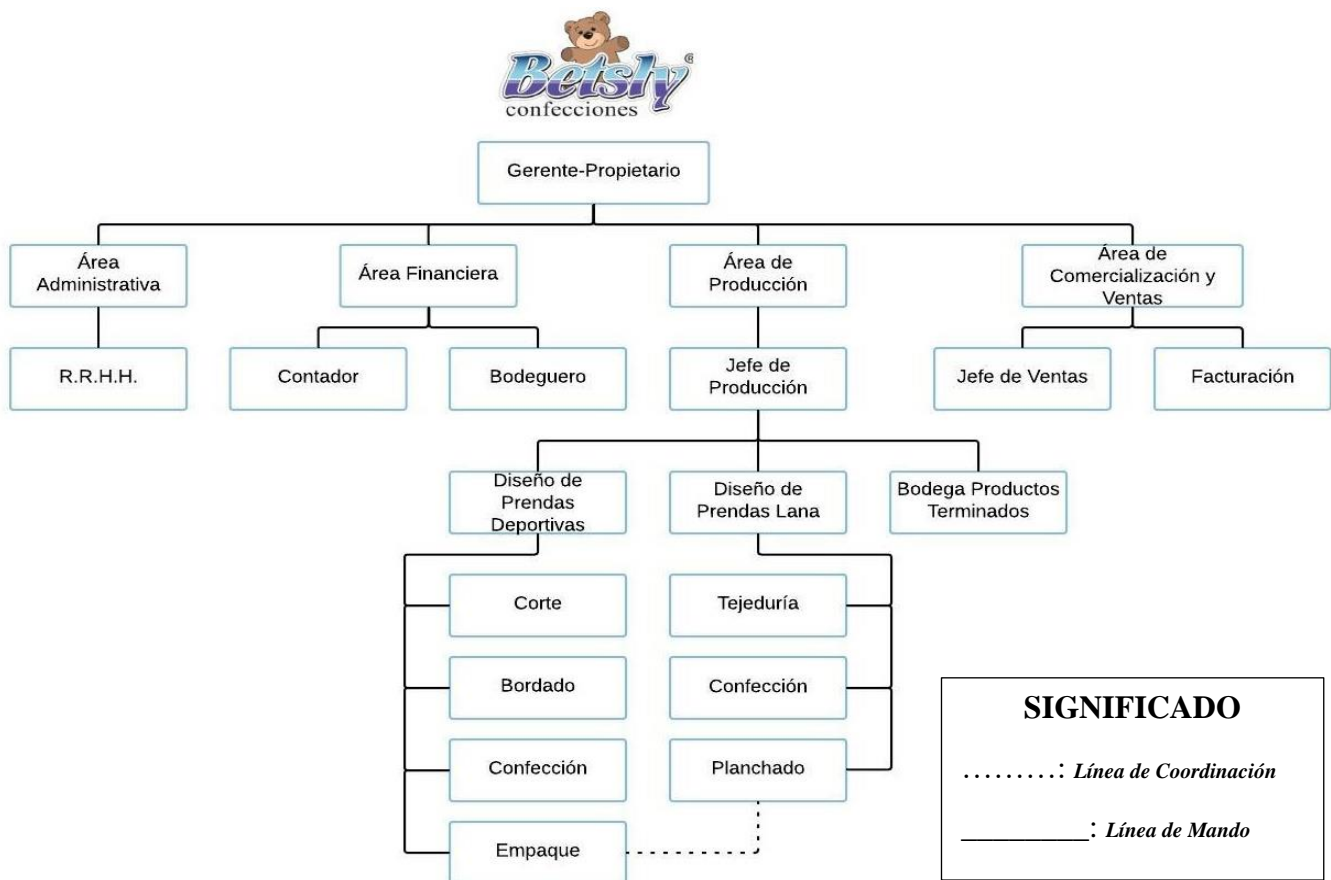 Betsly®
confecciones
Gerente-Propietario
Área
Administrativa
Área Financiera
Área de
Producción
Área de
Comercialización y
Ventas
R.R.H.H.
Contador
Bodeguero
Jefe de
Producción
Jefe de Ventas
Facturación
Diseño de
Prendas
Deportivas
Diseño de
Prendas Lana
Bodega Productos
Terminados
Corte
Tejeduría
Bordado
Confección
Confección
Planchado
Empaque
SIGNIFICADO
.........: Línea de Coordinación
_________: Línea de Mando